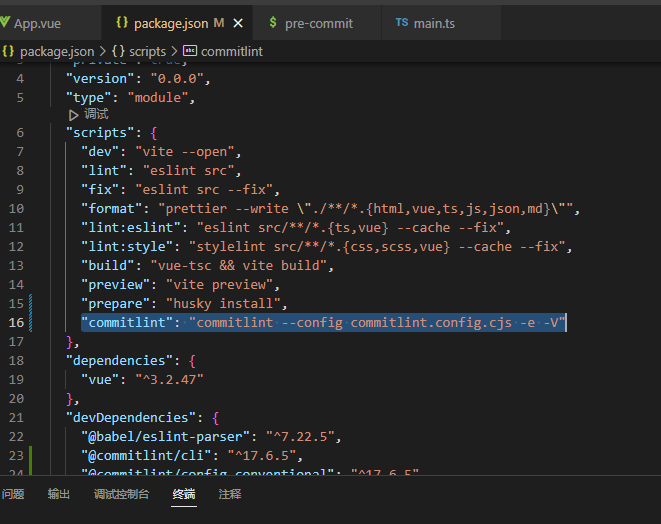 App.vue
{} package.json M
$ pre-commit
TS main.ts
{} package.json > {} scripts > abc commitlint
3 "private": true,
4 "version": "0.0.0",
5 "type": "module",
调试
6 "scripts": {
7 "dev": "vite --open",
8 "lint": "eslint src",
9 "fix": "eslint src --fix",
10 "format": "prettier --write \"./**/*.{html,vue,ts,js,json,md}\"",
11 "lint:eslint": "eslint src/**/*.{ts,vue} --cache --fix",
12 "lint:style": "stylelint src/**/*.{css,scss,vue} --cache --fix",
13 "build": "vue-tsc && vite build",
14 "preview": "vite preview",
15 "prepare": "husky install",
16 "commitlint": "commitlint --config commitlint.config.cjs -e -V"
17 },
18 "dependencies": {
19 "vue": "^3.2.47"
20 },
21 "devDependencies": {
22 "@babel/eslint-parser": "^7.22.5",
23 "@commitlint/cli": "^17.6.5",
24 "@commitlint/config-conventional": "^17.6.5",
问题 输出 调试控制台 终端 注释